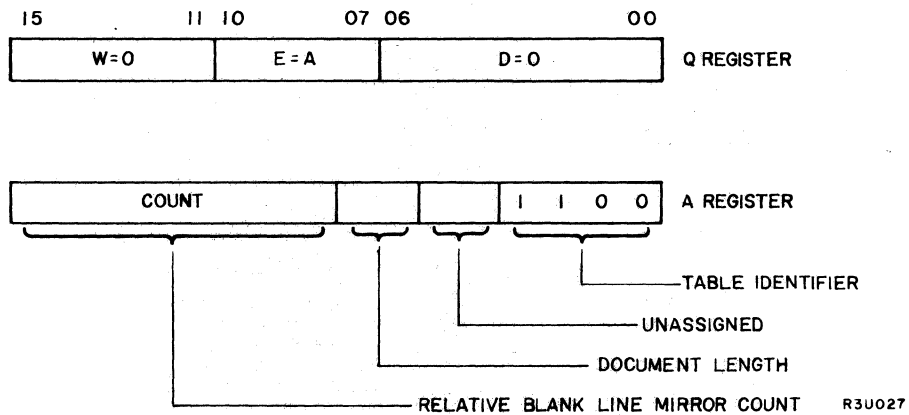 15 11 10 07 06 00
W=0 E=A D=0 Q REGISTER
COUNT 1 1 0 0 A REGISTER
TABLE IDENTIFIER
UNASSIGNED
DOCUMENT LENGTH
RELATIVE BLANK LINE MIRROR COUNT R3U027